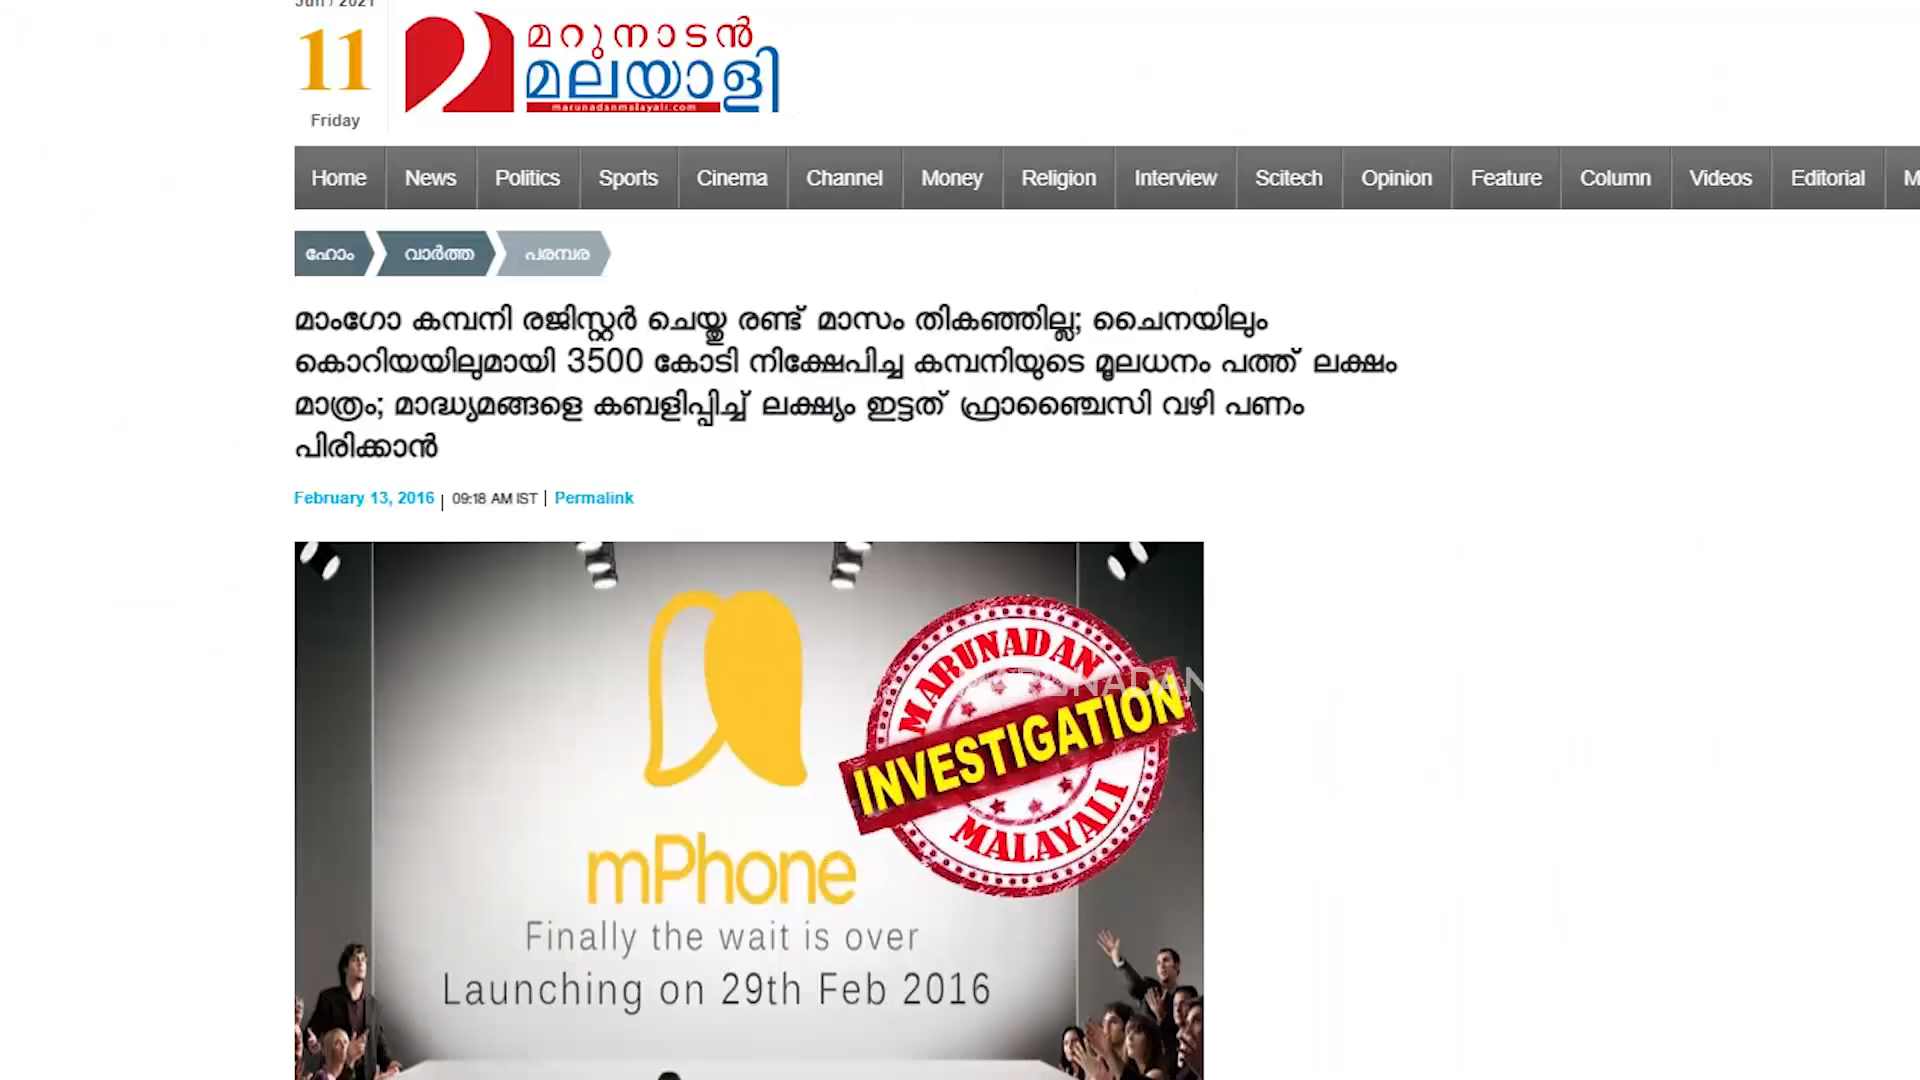 Jun / 2021
11
Friday
മറുനാടൻ
മലയാളി
marunadanmalayali.com
Home News Politics Sports Cinema Channel Money Religion Interview Scitech Opinion Feature Column Videos Editorial M
ഹോം വാർത്ത പരമ്പര
മാംഗോ കമ്പനി രജിസ്റ്റർ ചെയ്തു രണ്ട് മാസം തികഞ്ഞില്ല; ചൈനയിലും
കൊറിയയിലുമായി 3500 കോടി നിക്ഷേപിച്ച കമ്പനിയുടെ മൂലധനം പത്ത് ലക്ഷം
മാത്രം; മാദ്ധ്യമങ്ങളെ കബളിപ്പിച്ച് ലക്ഷ്യം ഇട്ടത് ഫ്രാഞ്ചൈസി വഴി പണം
പിരിക്കാൻ
February 13, 2016 | 09:18 AM IST | Permalink
MARUNADAN
INVESTIGATION
MALAYALI
mPhone
Finally the wait is over
Launching on 29th Feb 2016